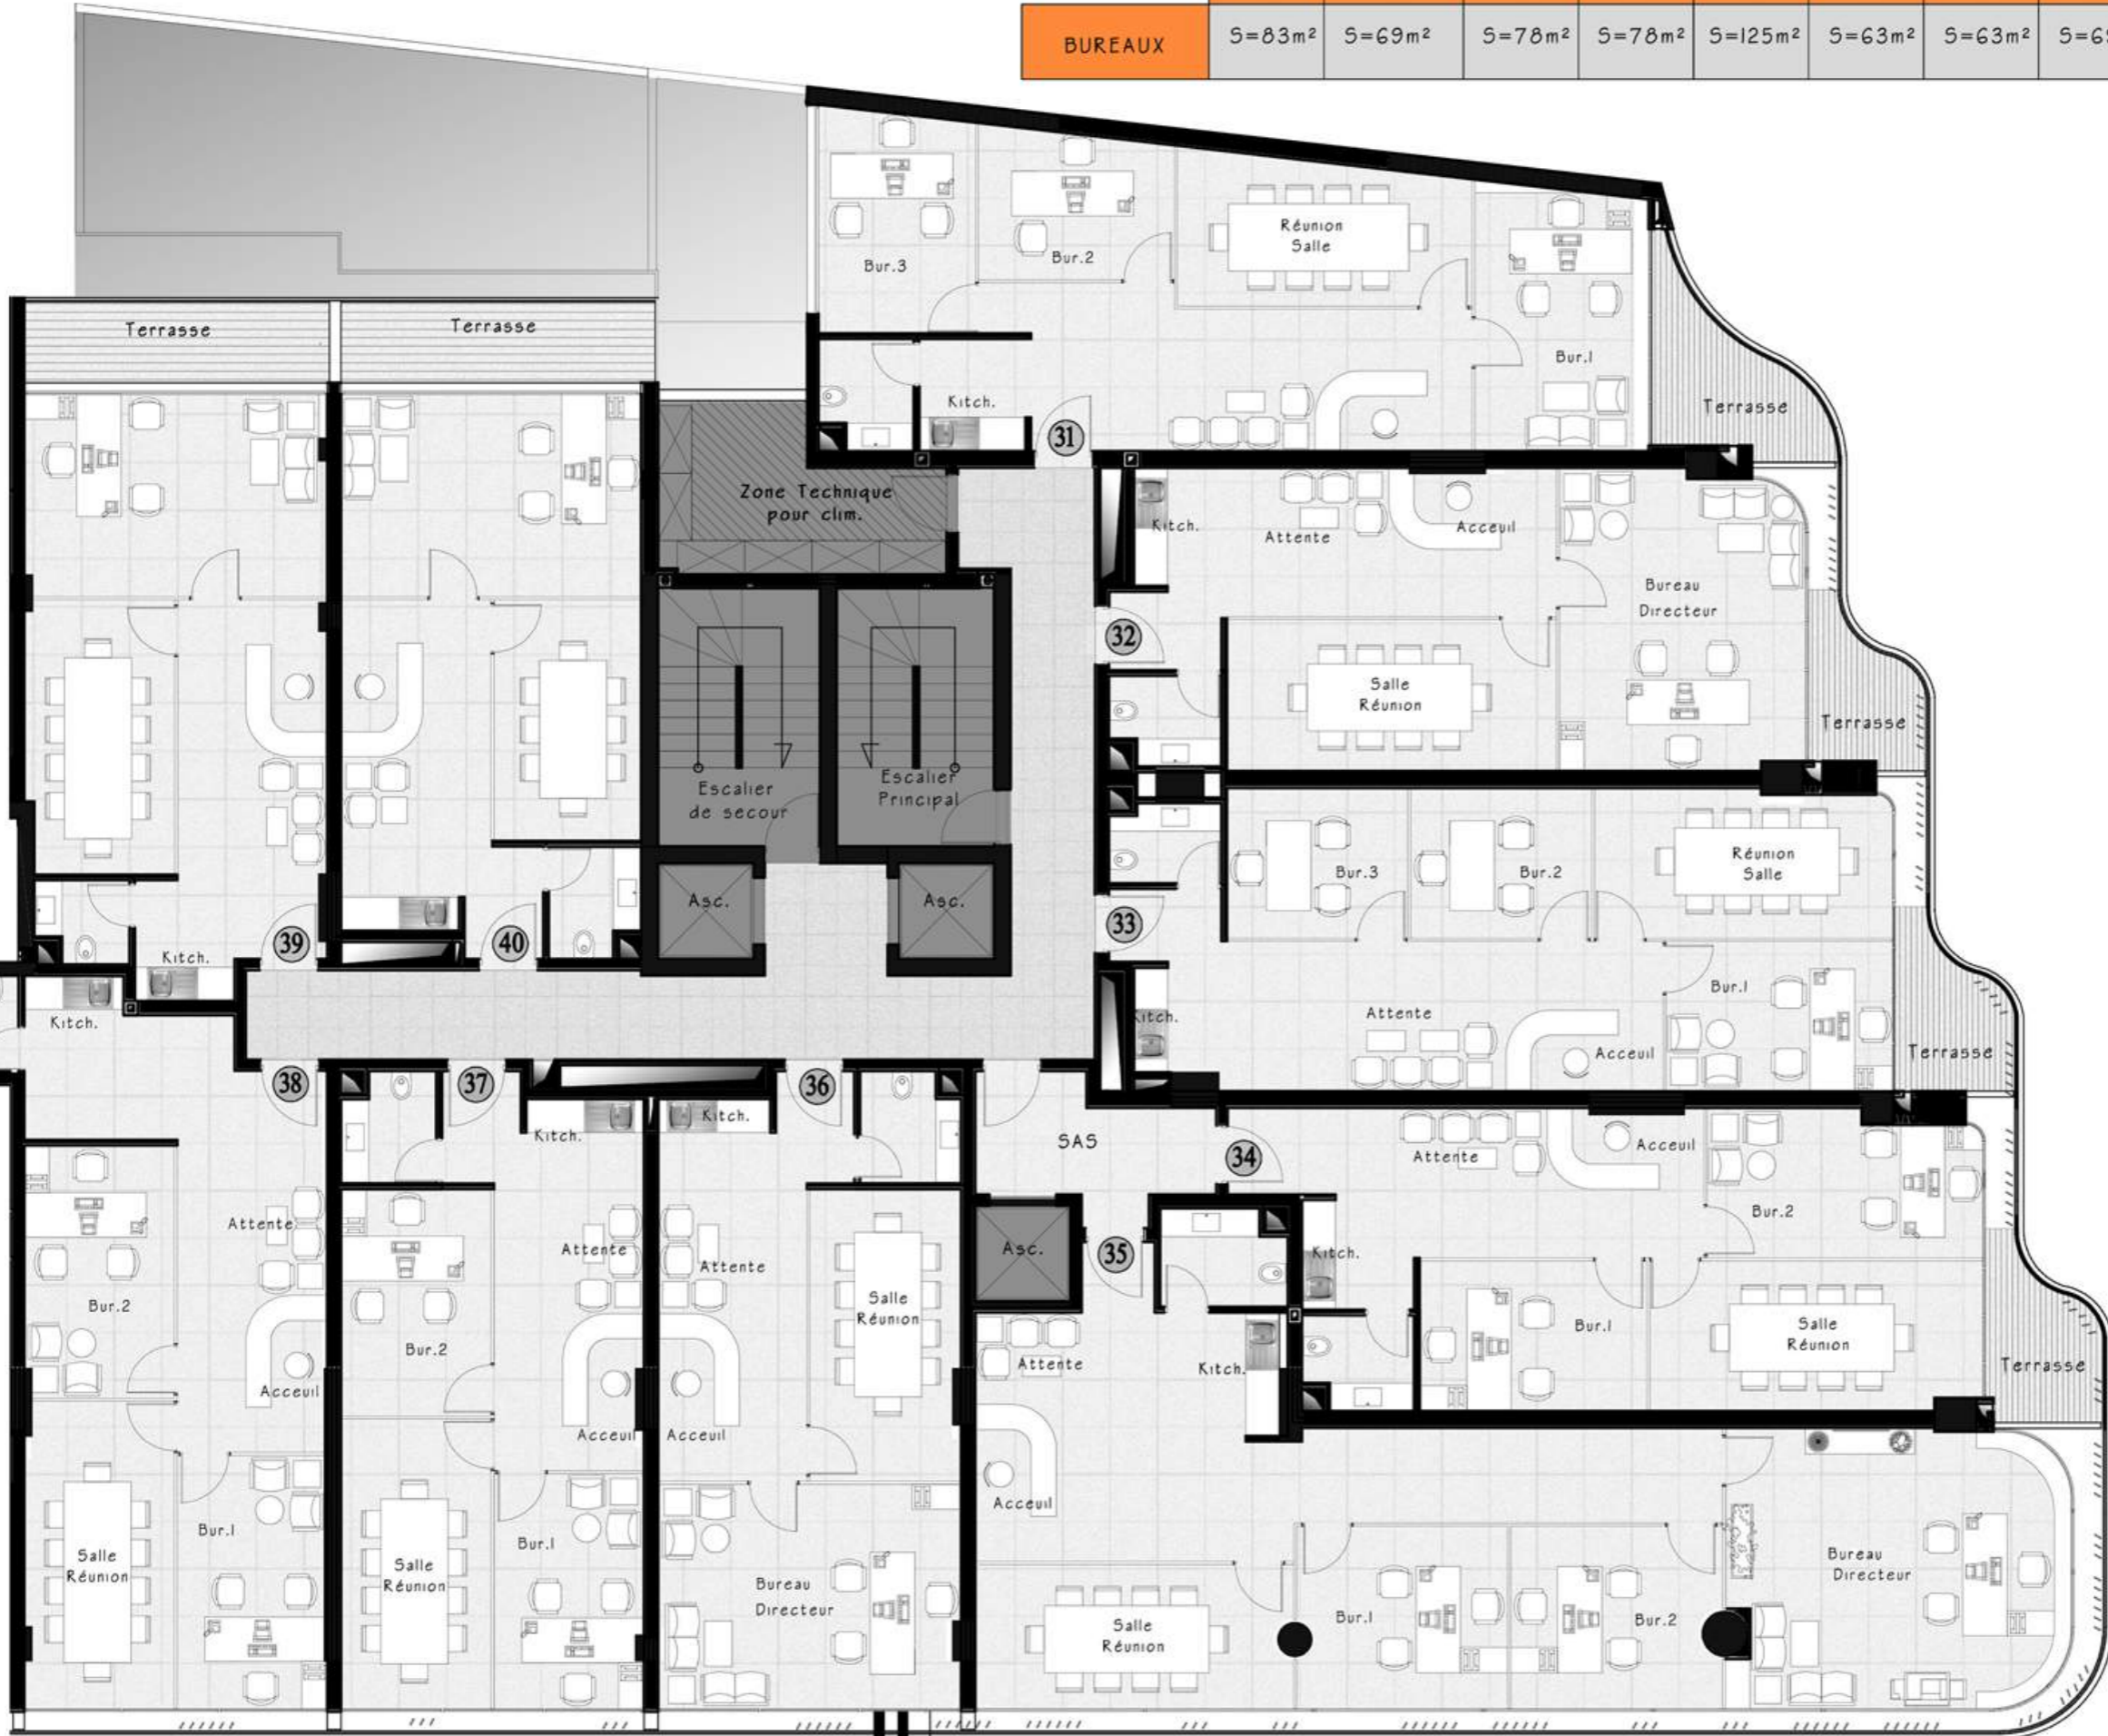 BUREAUX S=83m² S=69m² S=78m² S=78m² S=125m² S=63m² S=63m²
Bur.3
Bur.2
Réunion
Salle
Bur.1
Kitch.
31
Terrasse
Terrasse
Terrasse
Zone Technique
pour clim.
Kitch.
Attente
Acceuil
Bureau
Directeur
32
Salle
Réunion
Terrasse
Escalier
de secour
Escalier
Principal
Bur.3
Bur.2
Réunion
Salle
Asc.
Asc.
33
Bur.1
Attente
Acceuil
Kitch.
Terrasse
39
40
Kitch.
Kitch.
38
37
36
Kitch.
Kitch.
SAS
34
Attente
Acceuil
Bur.2
Attente
Bur.2
Acceuil
Attente
Bur.2
Acceuil
Attente
Salle
Réunion
Acceuil
Asc.
35
Kitch.
Bur.1
Salle
Réunion
Terrasse
Attente
Kitch.
Acceuil
Salle
Réunion
Bur.1
Salle
Réunion
Bur.1
Bureau
Directeur
Salle
Réunion
Bur.1
Bur.2
Bureau
Directeur